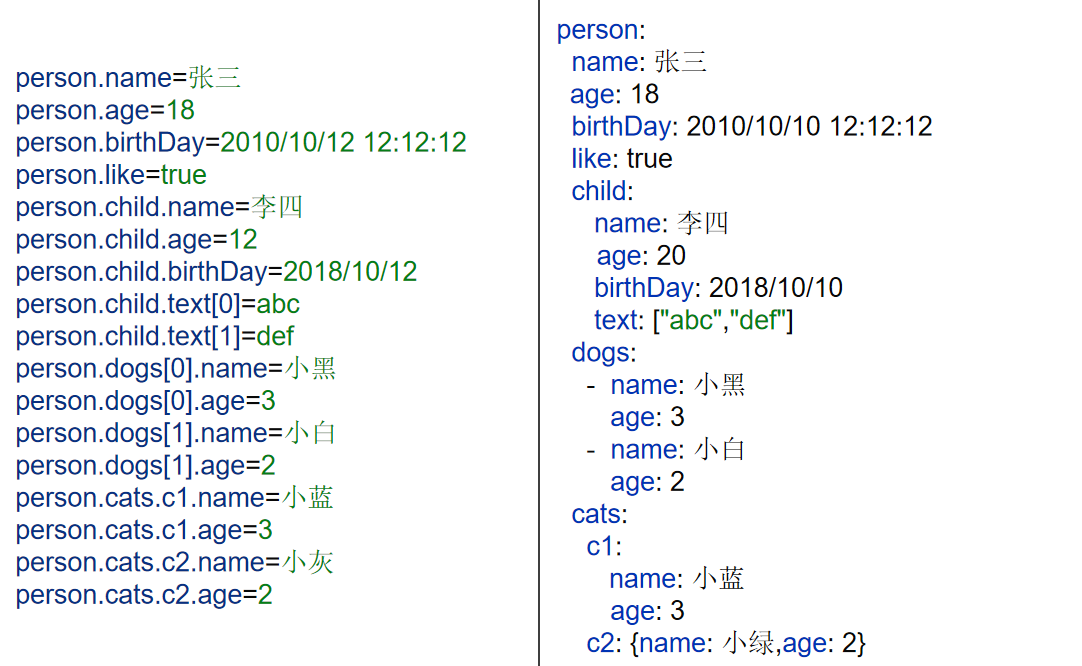 person.name=张三
person.age=18
person.birthDay=2010/10/12 12:12:12
person.like=true
person.child.name=李四
person.child.age=12
person.child.birthDay=2018/10/12
person.child.text[0]=abc
person.child.text[1]=def
person.dogs[0].name=小黑
person.dogs[0].age=3
person.dogs[1].name=小白
person.dogs[1].age=2
person.cats.c1.name=小蓝
person.cats.c1.age=3
person.cats.c2.name=小灰
person.cats.c2.age=2
person:
  name: 张三
  age: 18
  birthDay: 2010/10/10 12:12:12
  like: true
  child:
    name: 李四
    age: 20
    birthDay: 2018/10/10
    text: ["abc","def"]
  dogs:
    - name: 小黑
      age: 3
    - name: 小白
      age: 2
  cats:
    c1:
      name: 小蓝
      age: 3
    c2: {name: 小绿,age: 2}